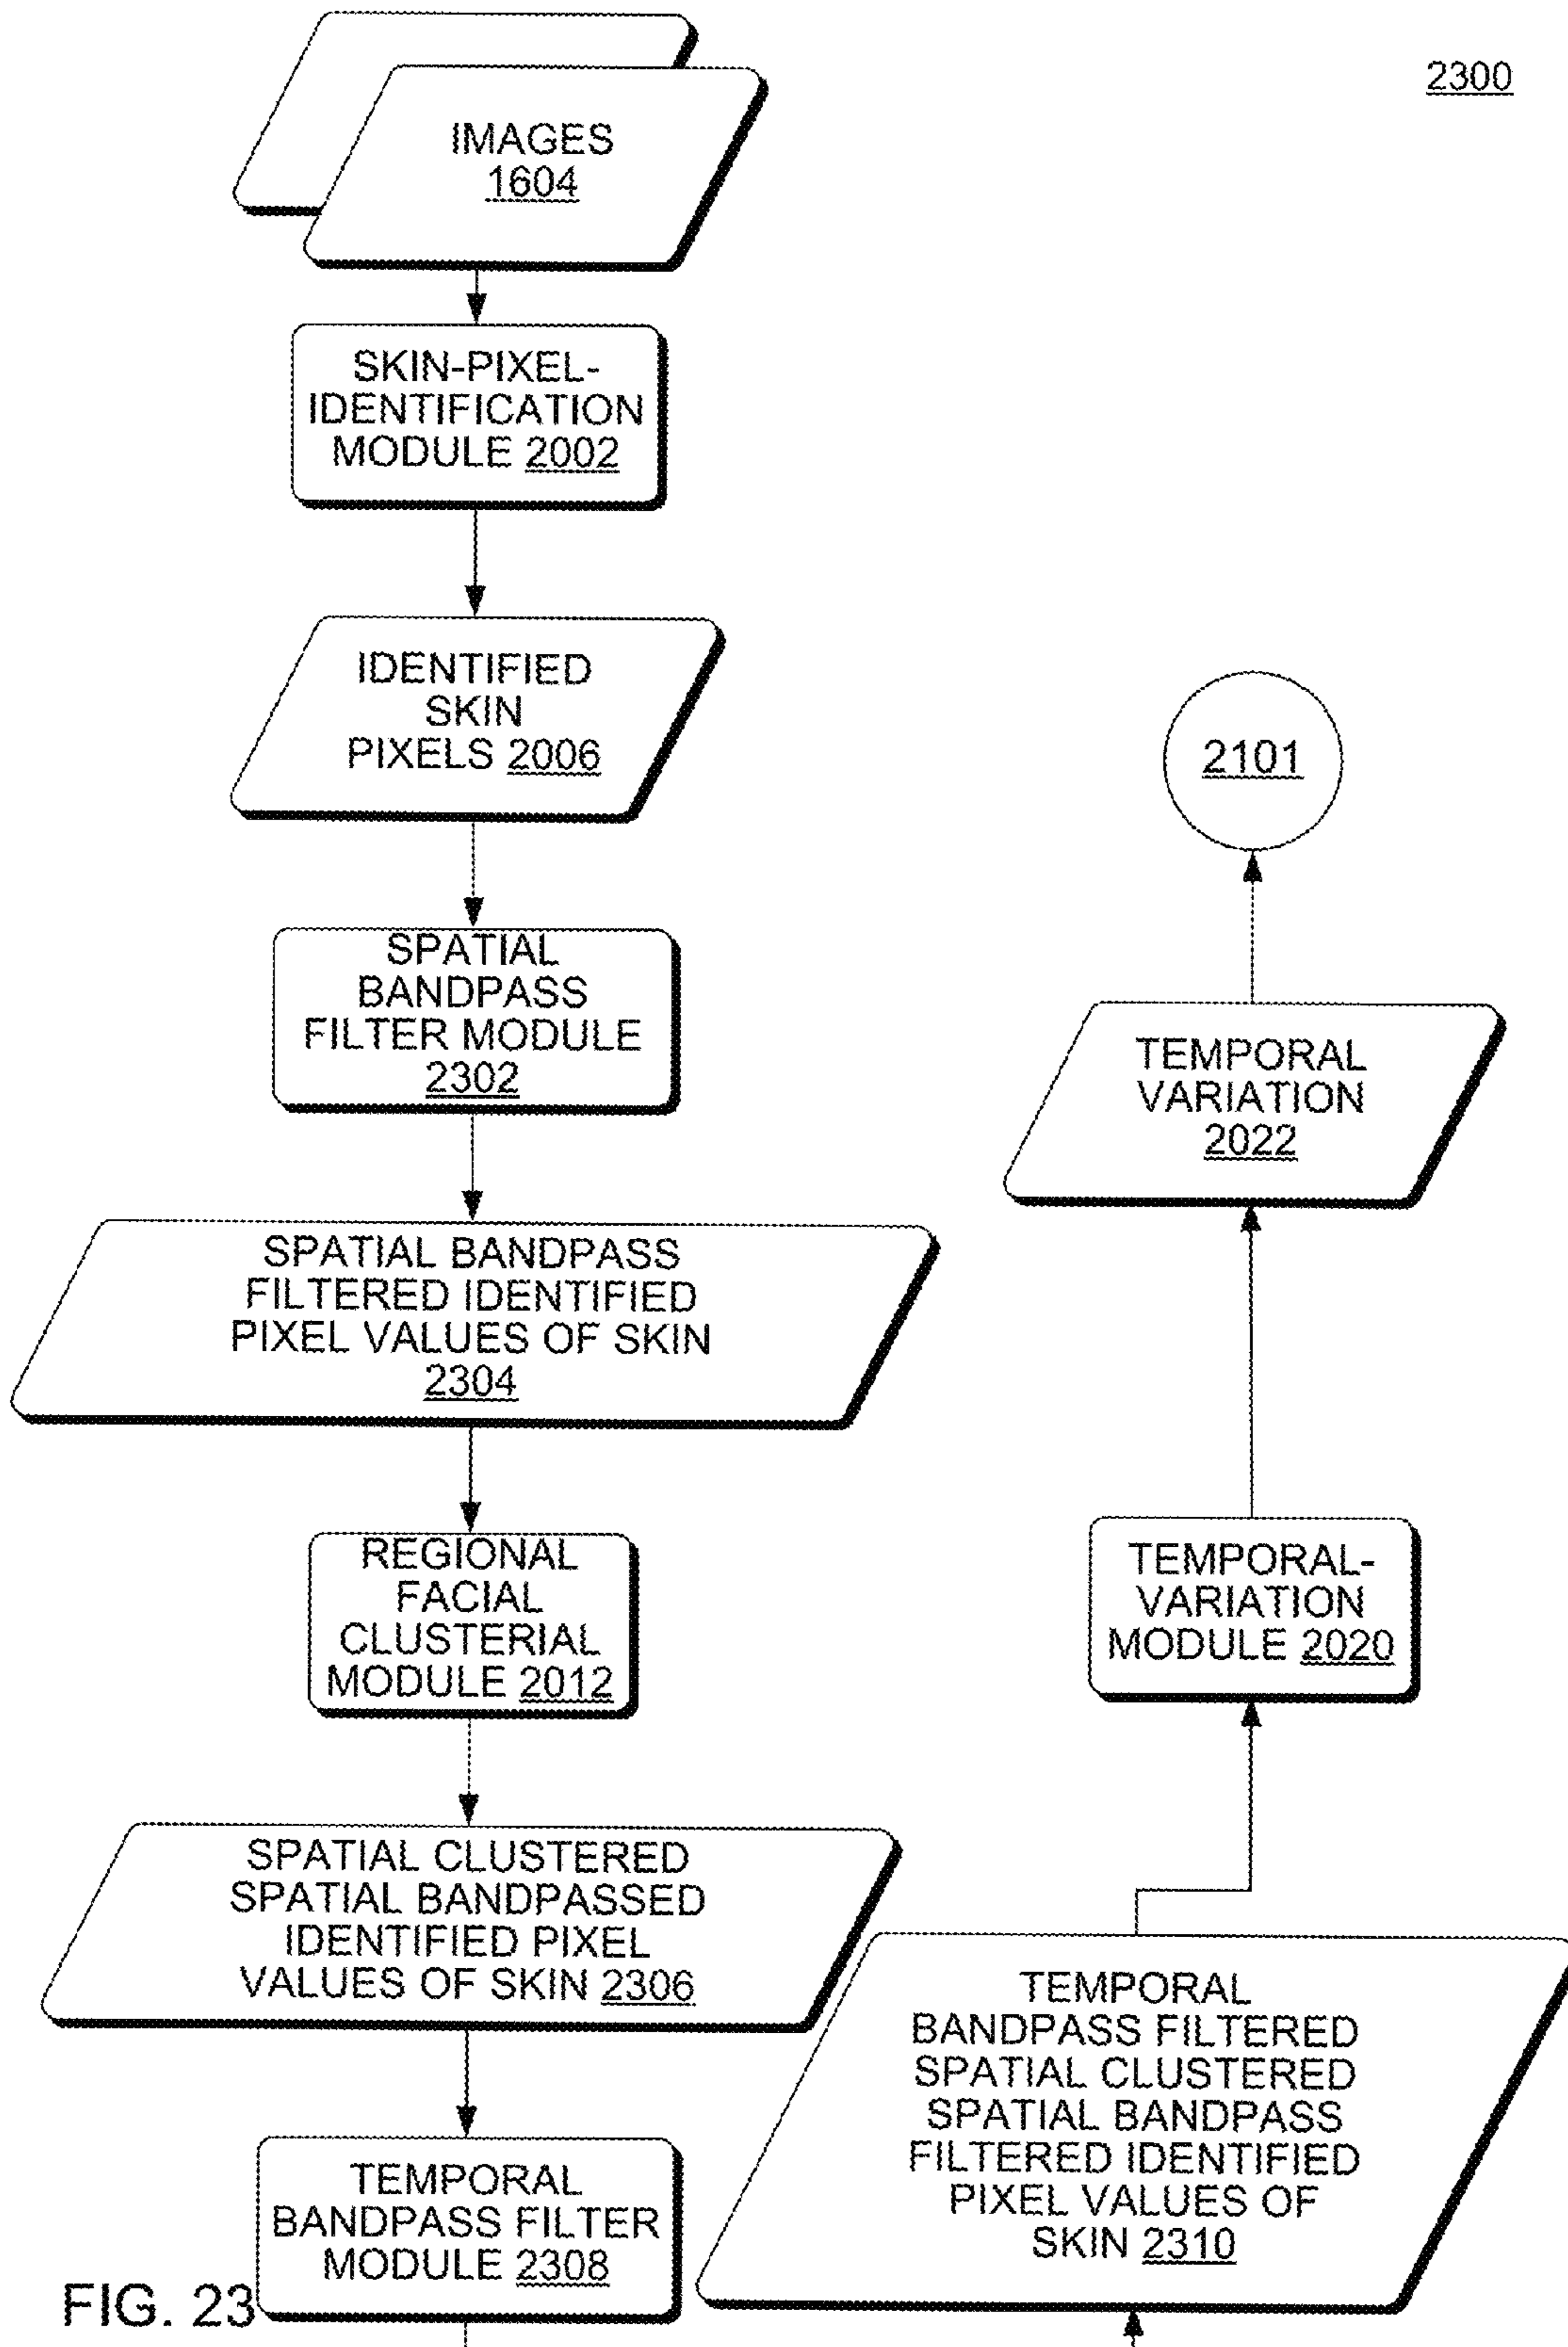 2300
IMAGES
1604
SKIN-PIXEL-
IDENTIFICATION
MODULE 2002
IDENTIFIED
SKIN
PIXELS 2006
SPATIAL
BANDPASS
FILTER MODULE
2302
SPATIAL BANDPASS
FILTERED IDENTIFIED
PIXEL VALUES OF SKIN
2304
REGIONAL
FACIAL
CLUSTERIAL
MODULE 2012
SPATIAL CLUSTERED
SPATIAL BANDPASSED
IDENTIFIED PIXEL
VALUES OF SKIN 2306
TEMPORAL
BANDPASS FILTER
MODULE 2308
TEMPORAL
BANDPASS FILTERED
SPATIAL CLUSTERED
SPATIAL BANDPASS
FILTERED IDENTIFIED
PIXEL VALUES OF
SKIN 2310
TEMPORAL-
VARIATION
MODULE 2020
TEMPORAL
VARIATION
2022
2101
FIG. 23